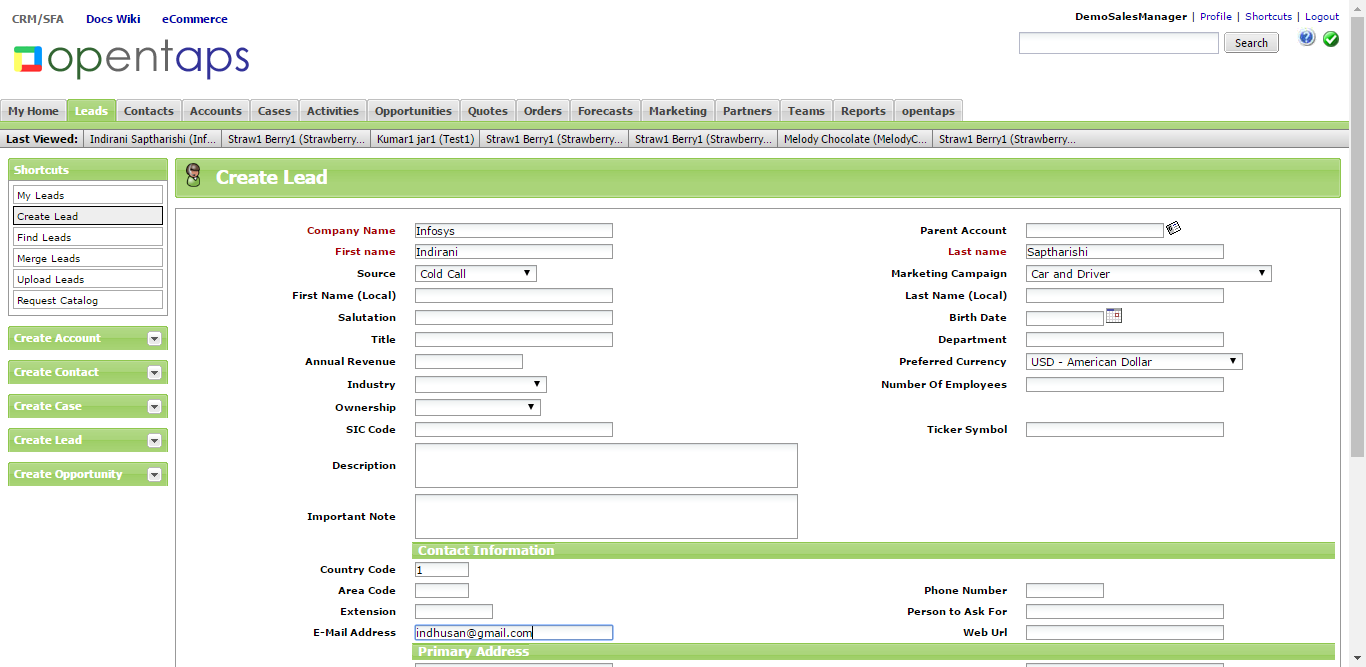 CRM/SFA Docs Wiki eCommerce
DemoSalesManager | Profile | Shortcuts | Logout
opentaps
Search
My Home Leads Contacts Accounts Cases Activities Opportunities Quotes Orders Forecasts Marketing Partners Teams Reports opentaps
Last Viewed: Indirani Saptharishi (Inf... Straw1 Berry1 (Strawberry... Kumar1 jar1 (Test1) Straw1 Berry1 (Strawberry... Straw1 Berry1 (Strawberry... Melody Chocolate (MelodyC... Straw1 Berry1 (Strawberry...
Shortcuts
My Leads
Create Lead
Find Leads
Merge Leads
Upload Leads
Request Catalog
Create Account
Create Contact
Create Case
Create Lead
Create Opportunity
Create Lead
Company Name Infosys Parent Account
First name Indirani Last name Saptharishi
Source Cold Call Marketing Campaign Car and Driver
First Name (Local) Last Name (Local)
Salutation Birth Date
Title Department
Annual Revenue Preferred Currency USD - American Dollar
Industry Number Of Employees
Ownership
SIC Code Ticker Symbol
Description
Important Note
Contact Information
Country Code 1
Area Code Phone Number
Extension Person to Ask For
E-Mail Address indhusan@gmail.com Web Url
Primary Address